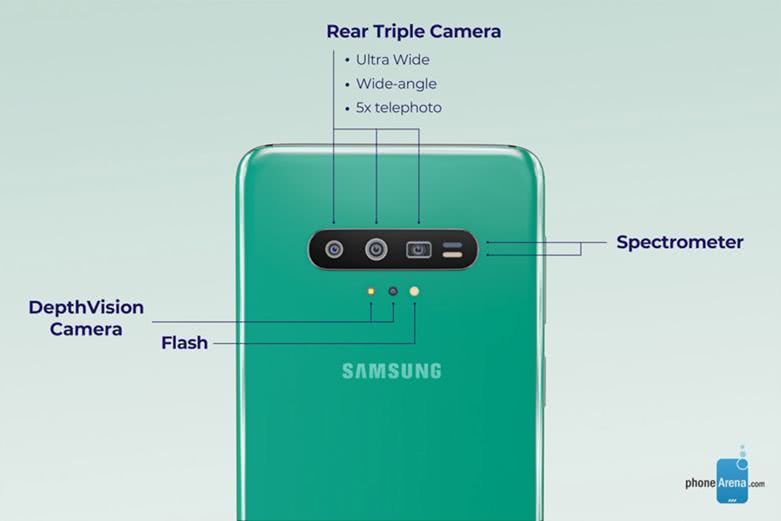 Rear Triple Camera
• Ultra Wide
• Wide-angle
• 5x telephoto
Spectrometer
DepthVision
Camera
Flash
SAMSUNG
phoneArena.com